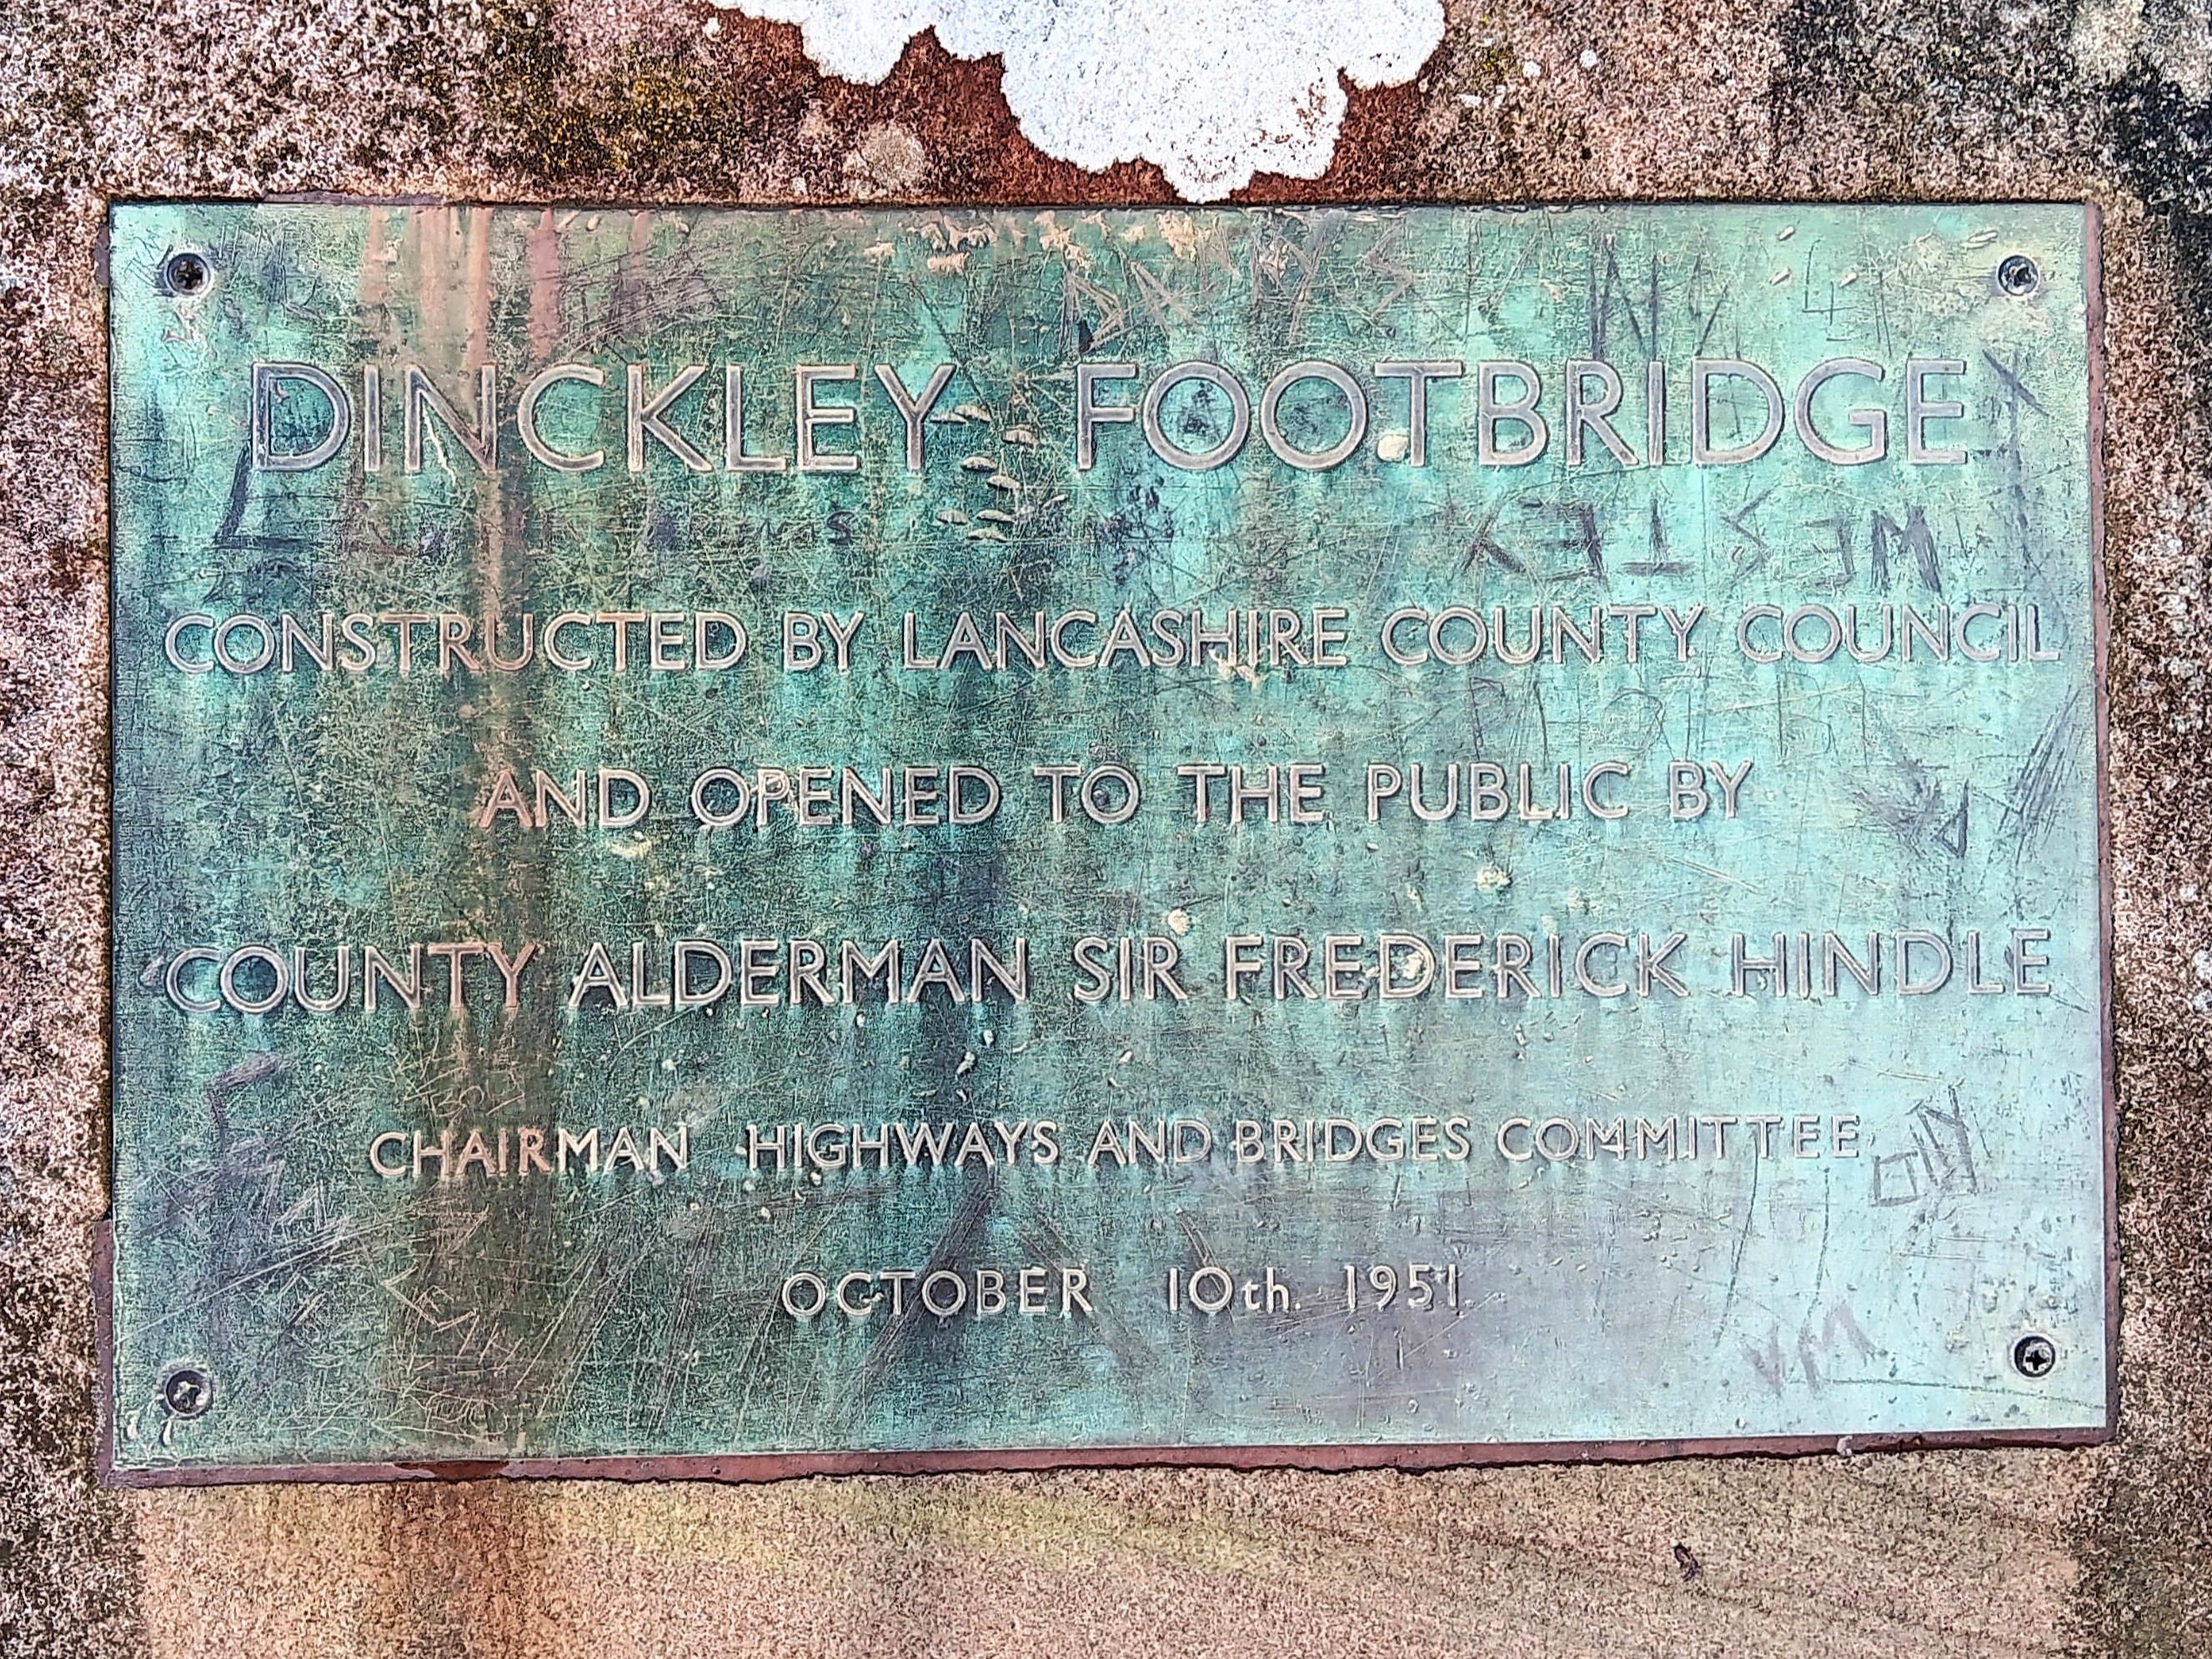 DINCKLEY FOOTBRIDGE
CONSTRUCTED BY LANCASHIRE COUNTY COUNCIL
AND OPENED TO THE PUBLIC BY
COUNTY ALDERMAN SIR FREDERICK HINDLE
CHAIRMAN HIGHWAYS AND BRIDGES COMMITTEE
OCTOBER 10th. 1951.